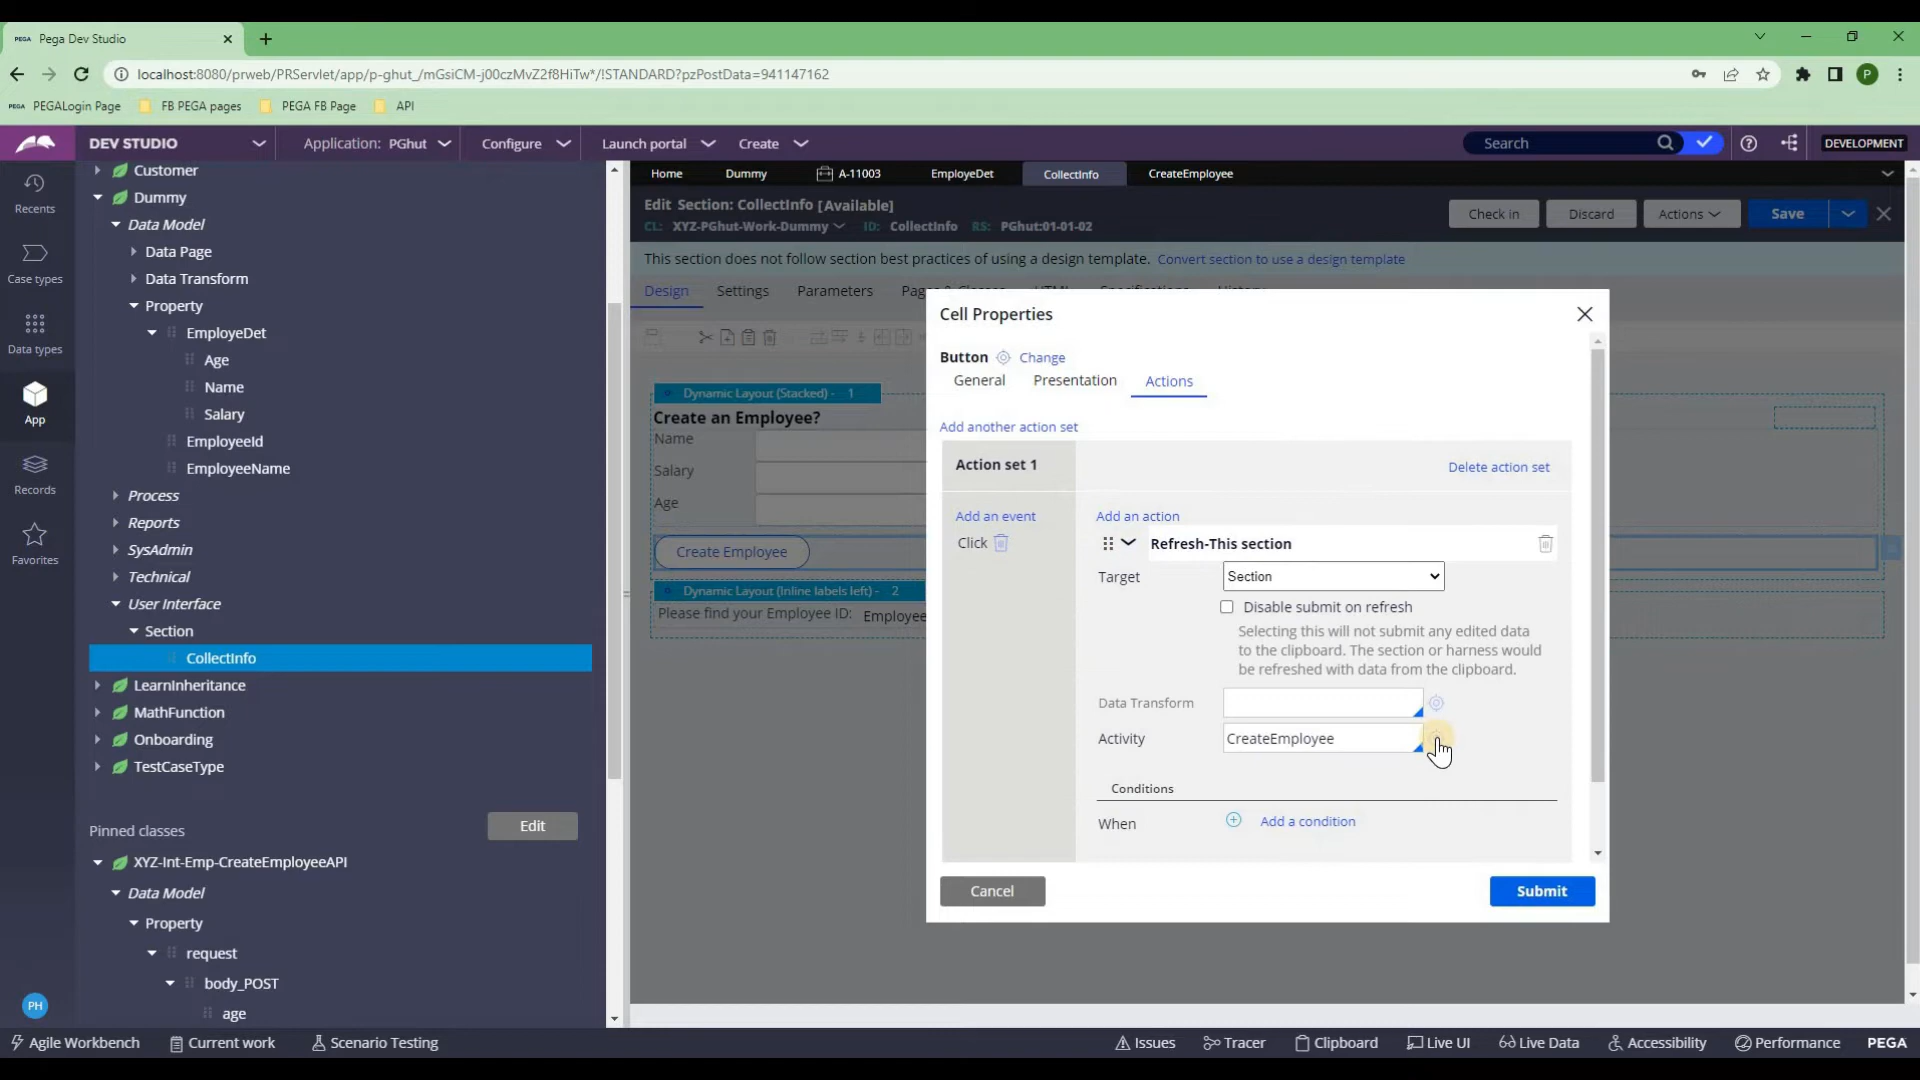 PEGA Pega Dev Studio
localhost:8080/prweb/PRServlet/app/p-ghut_/mGsiCM-j00czMvZ2f8HiTw*/!STANDARD?pzPostData=941147162
P
PEGA PEGALogin Page FB PEGA pages PEGA FB Page API
DEV STUDIO Application: PGhut Configure Launch portal Create Search DEVELOPMENT
Recents
Case types
Data types
App
Records
Favorites
PH
Customer
Dummy
Data Model
Data Page
Data Transform
Property
EmployeDet
Age
Name
Salary
EmployeeId
EmployeeName
Process
Reports
SysAdmin
Technical
User Interface
Section
CollectInfo
LearnInheritance
MathFunction
Onboarding
TestCaseType
Pinned classes Edit
XYZ-Int-Emp-CreateEmployeeAPI
Data Model
Property
request
body_POST
age
Home Dummy A-11003 EmployeDet CollectInfo CreateEmployee
Edit Section: CollectInfo [Available]
CL: XYZ-PGhut-Work-Dummy ID: CollectInfo RS: PGhut:01-01-02
Check in Discard Actions Save
This section does not follow section best practices of using a design template. Convert section to use a design template
Design Settings Parameters
Dynamic Layout (Stacked) - 1
Create an Employee?
Name
Salary
Age
Create Employee
Dynamic Layout (Inline labels left) - 2
Please find your Employee ID: Employee
Cell Properties
Button Change
General Presentation Actions
Add another action set
Action set 1 Delete action set
Add an event Add an action
Click Refresh-This section
Target Section
Disable submit on refresh
Selecting this will not submit any edited data
to the clipboard. The section or harness would
be refreshed with data from the clipboard.
Data Transform
Activity CreateEmployee
Conditions
When Add a condition
Cancel Submit
Agile Workbench Current work Scenario Testing Issues Tracer Clipboard Live UI Live Data Accessibility Performance PEGA